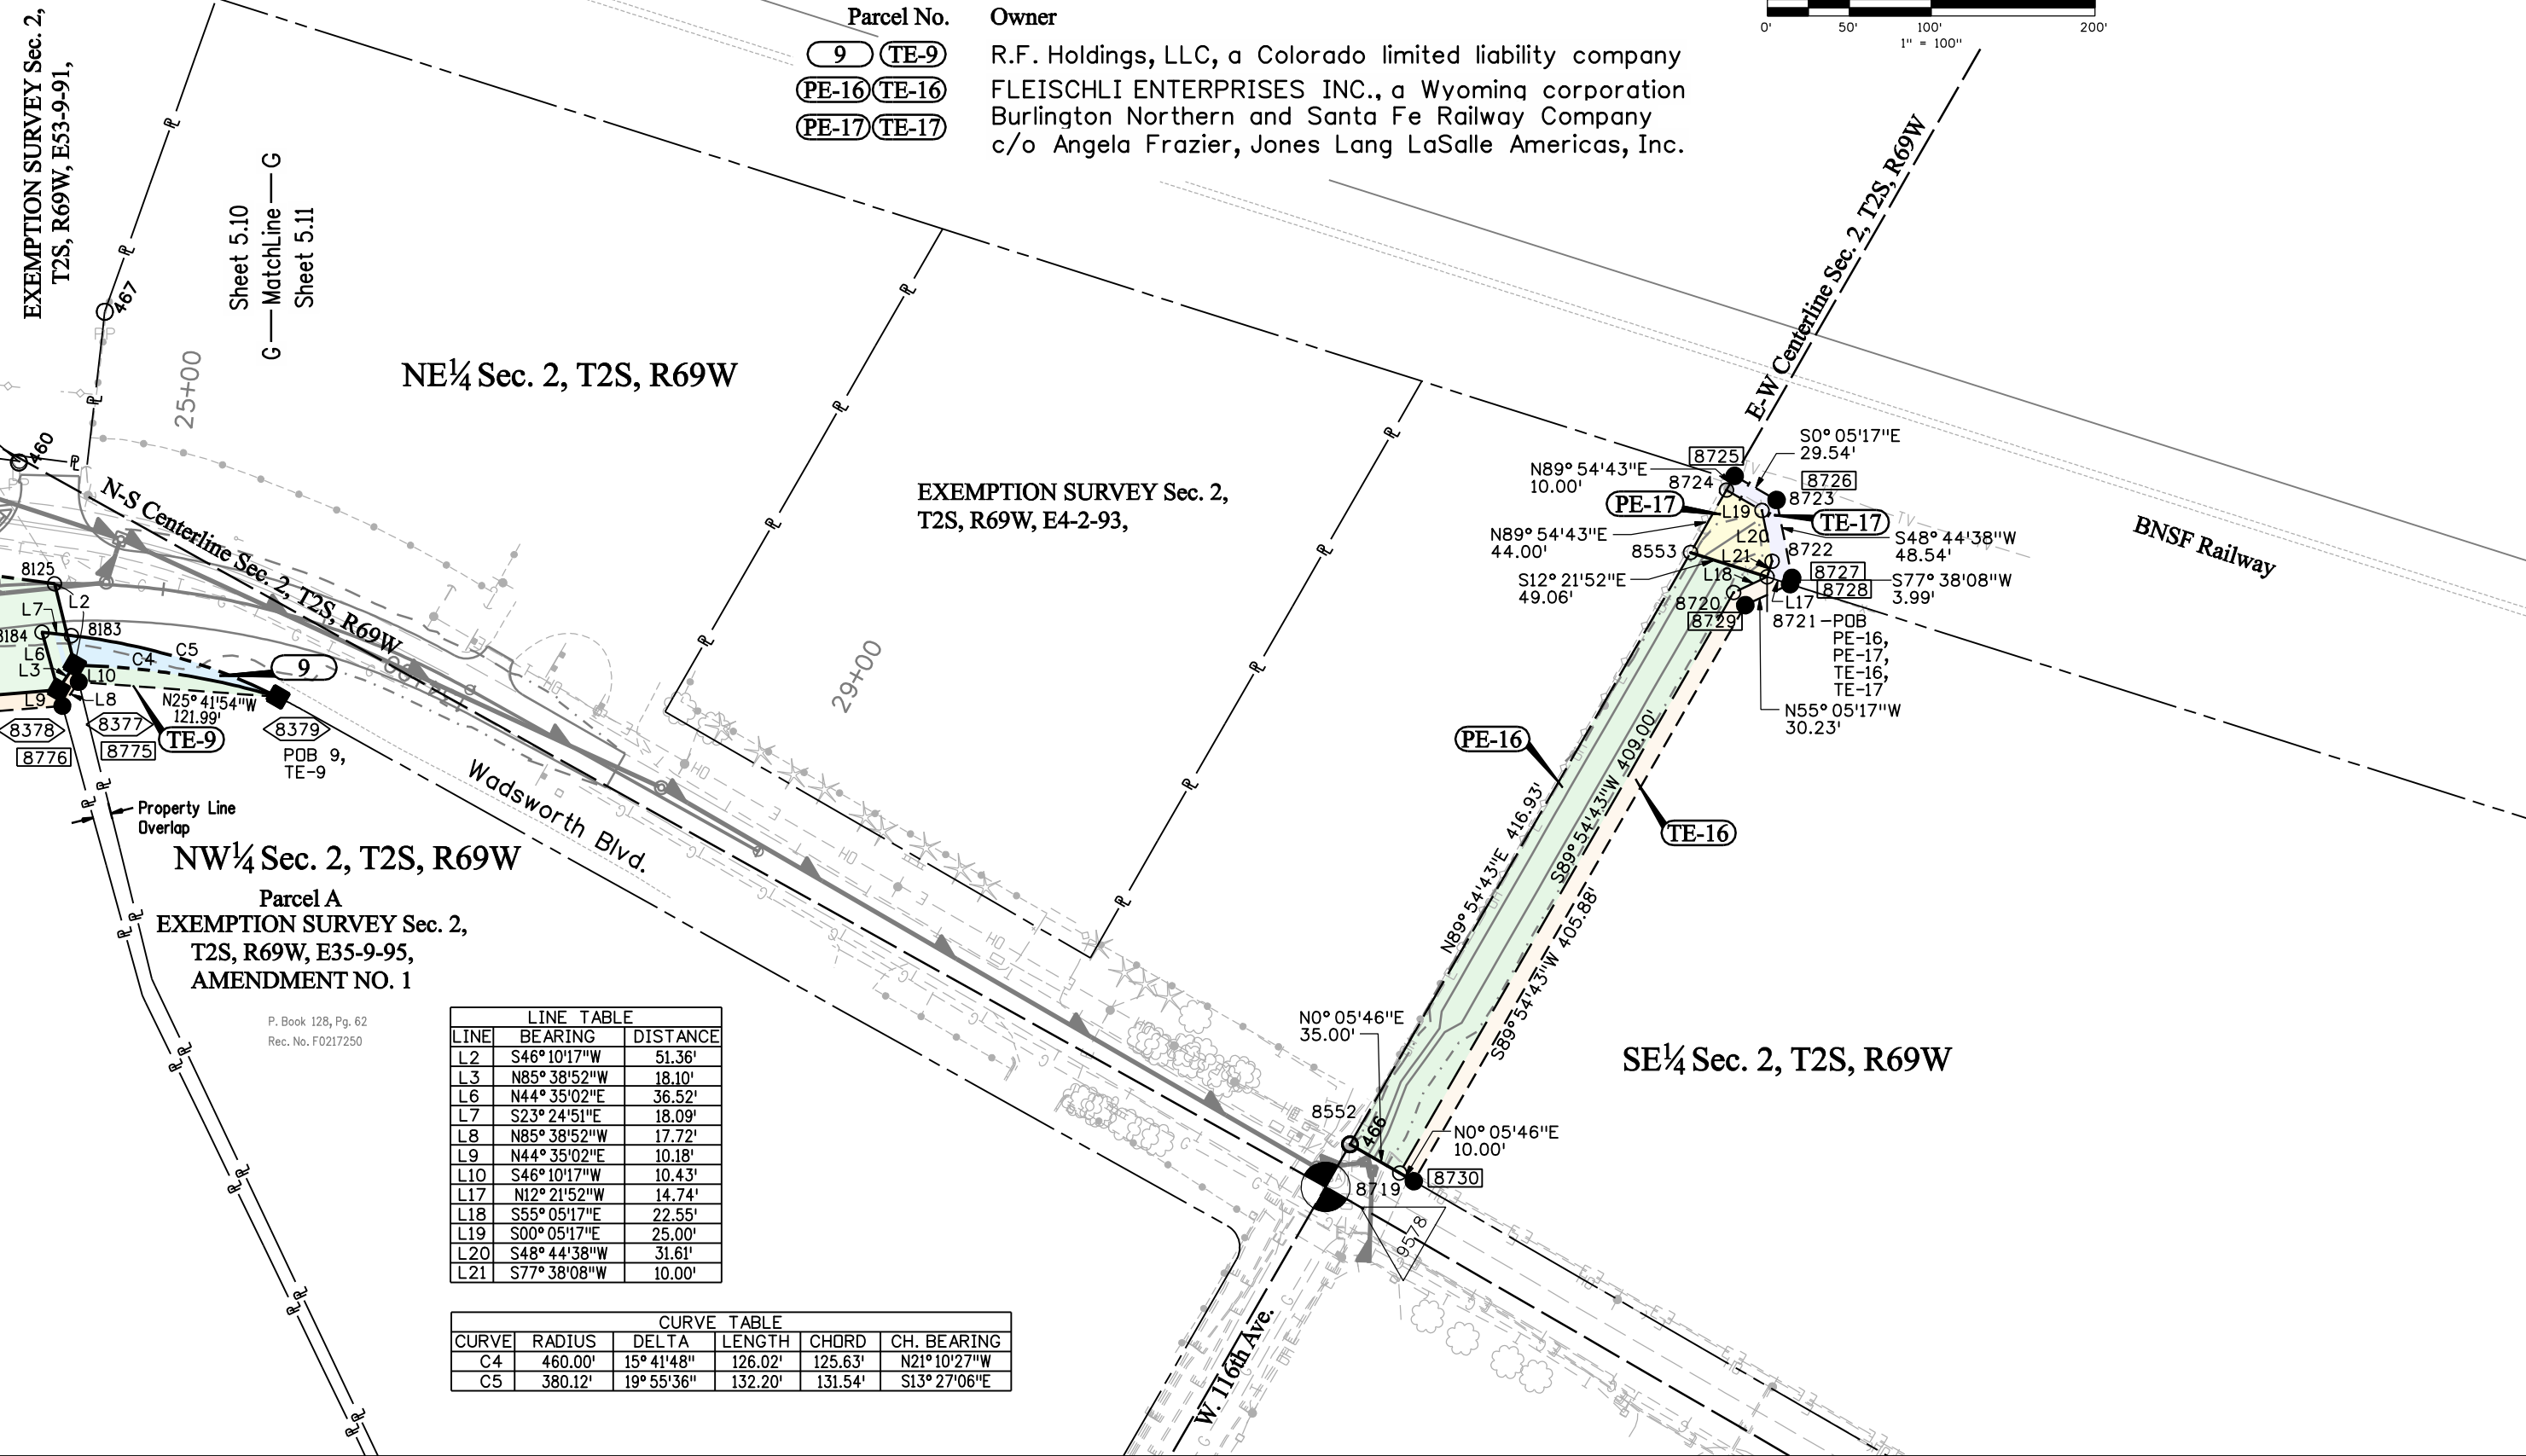 Parcel No. Owner
9 TE-9 R.F. Holdings, LLC, a Colorado limited liability company
PE-16 TE-16 FLEISCHLI ENTERPRISES INC., a Wyoming corporation
PE-17 TE-17 Burlington Northern and Santa Fe Railway Company
c/o Angela Frazier, Jones Lang LaSalle Americas, Inc.
0' 50' 100' 200'
1" = 100"
EXEMPTION SURVEY Sec. 2,
T2S, R69W, E53-9-91,
Sheet 5.10
G MatchLine G
Sheet 5.11
467
PP
25+00
460
NE¼ Sec. 2, T2S, R69W
N-S Centerline Sec. 2, T2S, R69W
EXEMPTION SURVEY Sec. 2,
T2S, R69W, E4-2-93,
29+00
E-W Centerline Sec. 2, T2S, R69W
BNSF Railway
S0° 05'17"E
29.54'
8725
N89° 54'43"E
10.00'
8724
8726
8723
PE-17
L19
TE-17
N89° 54'43"E
44.00'
L20
S48° 44'38"W
48.54'
8553
L21
8722
8727
S77° 38'08"W
3.99'
S12° 21'52"E
49.06'
L18
8728
L17
8720
8729
8721-POB
PE-16,
PE-17,
TE-16,
TE-17
N55° 05'17"W
30.23'
PE-16
TE-16
N89° 54'43"E 416.93'
S89° 54'43"W 409.00'
S89° 54'43"W 405.88'
8125
L7
L2
8184
8183
L6
C4
C5
9
L3
L10
L9
L8
N25° 41'54"W
121.99'
8378
8377
TE-9
8379
8776
8775
POB 9,
TE-9
Property Line
Overlap
Wadsworth Blvd.
NW¼ Sec. 2, T2S, R69W
Parcel A
EXEMPTION SURVEY Sec. 2,
T2S, R69W, E35-9-95,
AMENDMENT NO. 1
P. Book 128, Pg. 62
Rec. No. F0217250
LINE TABLE
LINE BEARING DISTANCE
L2 S46° 10'17"W 51.36'
L3 N85° 38'52"W 18.10'
L6 N44° 35'02"E 36.52'
L7 S23° 24'51"E 18.09'
L8 N85° 38'52"W 17.72'
L9 N44° 35'02"E 10.18'
L10 S46° 10'17"W 10.43'
L17 N12° 21'52"W 14.74'
L18 S55° 05'17"E 22.55'
L19 S00° 05'17"E 25.00'
L20 S48° 44'38"W 31.61'
L21 S77° 38'08"W 10.00'
CURVE TABLE
CURVE RADIUS DELTA LENGTH CHORD CH. BEARING
C4 460.00' 15° 41'48" 126.02' 125.63' N21° 10'27"W
C5 380.12' 19° 55'36" 132.20' 131.54' S13° 27'06"E
SE¼ Sec. 2, T2S, R69W
N0° 05'46"E
35.00'
8552
466
N0° 05'46"E
10.00'
8719
8730
9578
W. 116th Ave.